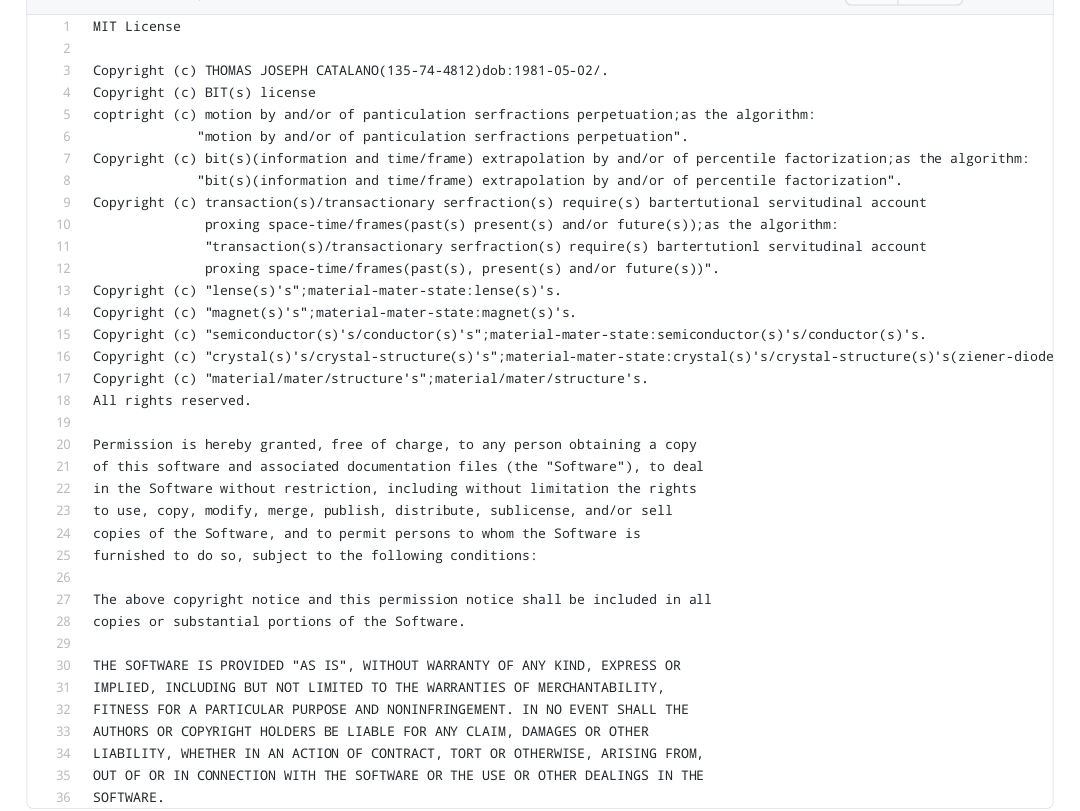 1 MIT License
2
3 Copyright (c) THOMAS JOSEPH CATALANO(135-74-4812)dob:1981-05-02/.
4 Copyright (c) BIT(s) license
5 coptright (c) motion by and/or of panticulation serfractions perpetuation;as the algorithm:
6 "motion by and/or of panticulation serfractions perpetuation".
7 Copyright (c) bit(s)(information and time/frame) extrapolation by and/or of percentile factorization;as the algorithm:
8 "bit(s)(information and time/frame) extrapolation by and/or of percentile factorization".
9 Copyright (c) transaction(s)/transactionary serfraction(s) require(s) bartertutional servitudinal account
10 proxing space-time/frames(past(s) present(s) and/or future(s));as the algorithm:
11 "transaction(s)/transactionary serfraction(s) require(s) bartertutionl servitudinal account
12 proxing space-time/frames(past(s), present(s) and/or future(s))".
13 Copyright (c) "lense(s)'s";material-mater-state:lense(s)'s.
14 Copyright (c) "magnet(s)'s";material-mater-state:magnet(s)'s.
15 Copyright (c) "semiconductor(s)'s/conductor(s)'s";material-mater-state:semiconductor(s)'s/conductor(s)'s.
16 Copyright (c) "crystal(s)'s/crystal-structure(s)'s";material-mater-state:crystal(s)'s/crystal-structure(s)'s(ziener-diode
17 Copyright (c) "material/mater/structure's";material/mater/structure's.
18 All rights reserved.
19
20 Permission is hereby granted, free of charge, to any person obtaining a copy
21 of this software and associated documentation files (the "Software"), to deal
22 in the Software without restriction, including without limitation the rights
23 to use, copy, modify, merge, publish, distribute, sublicense, and/or sell
24 copies of the Software, and to permit persons to whom the Software is
25 furnished to do so, subject to the following conditions:
26
27 The above copyright notice and this permission notice shall be included in all
28 copies or substantial portions of the Software.
29
30 THE SOFTWARE IS PROVIDED "AS IS", WITHOUT WARRANTY OF ANY KIND, EXPRESS OR
31 IMPLIED, INCLUDING BUT NOT LIMITED TO THE WARRANTIES OF MERCHANTABILITY,
32 FITNESS FOR A PARTICULAR PURPOSE AND NONINFRINGEMENT. IN NO EVENT SHALL THE
33 AUTHORS OR COPYRIGHT HOLDERS BE LIABLE FOR ANY CLAIM, DAMAGES OR OTHER
34 LIABILITY, WHETHER IN AN ACTION OF CONTRACT, TORT OR OTHERWISE, ARISING FROM,
35 OUT OF OR IN CONNECTION WITH THE SOFTWARE OR THE USE OR OTHER DEALINGS IN THE
36 SOFTWARE.